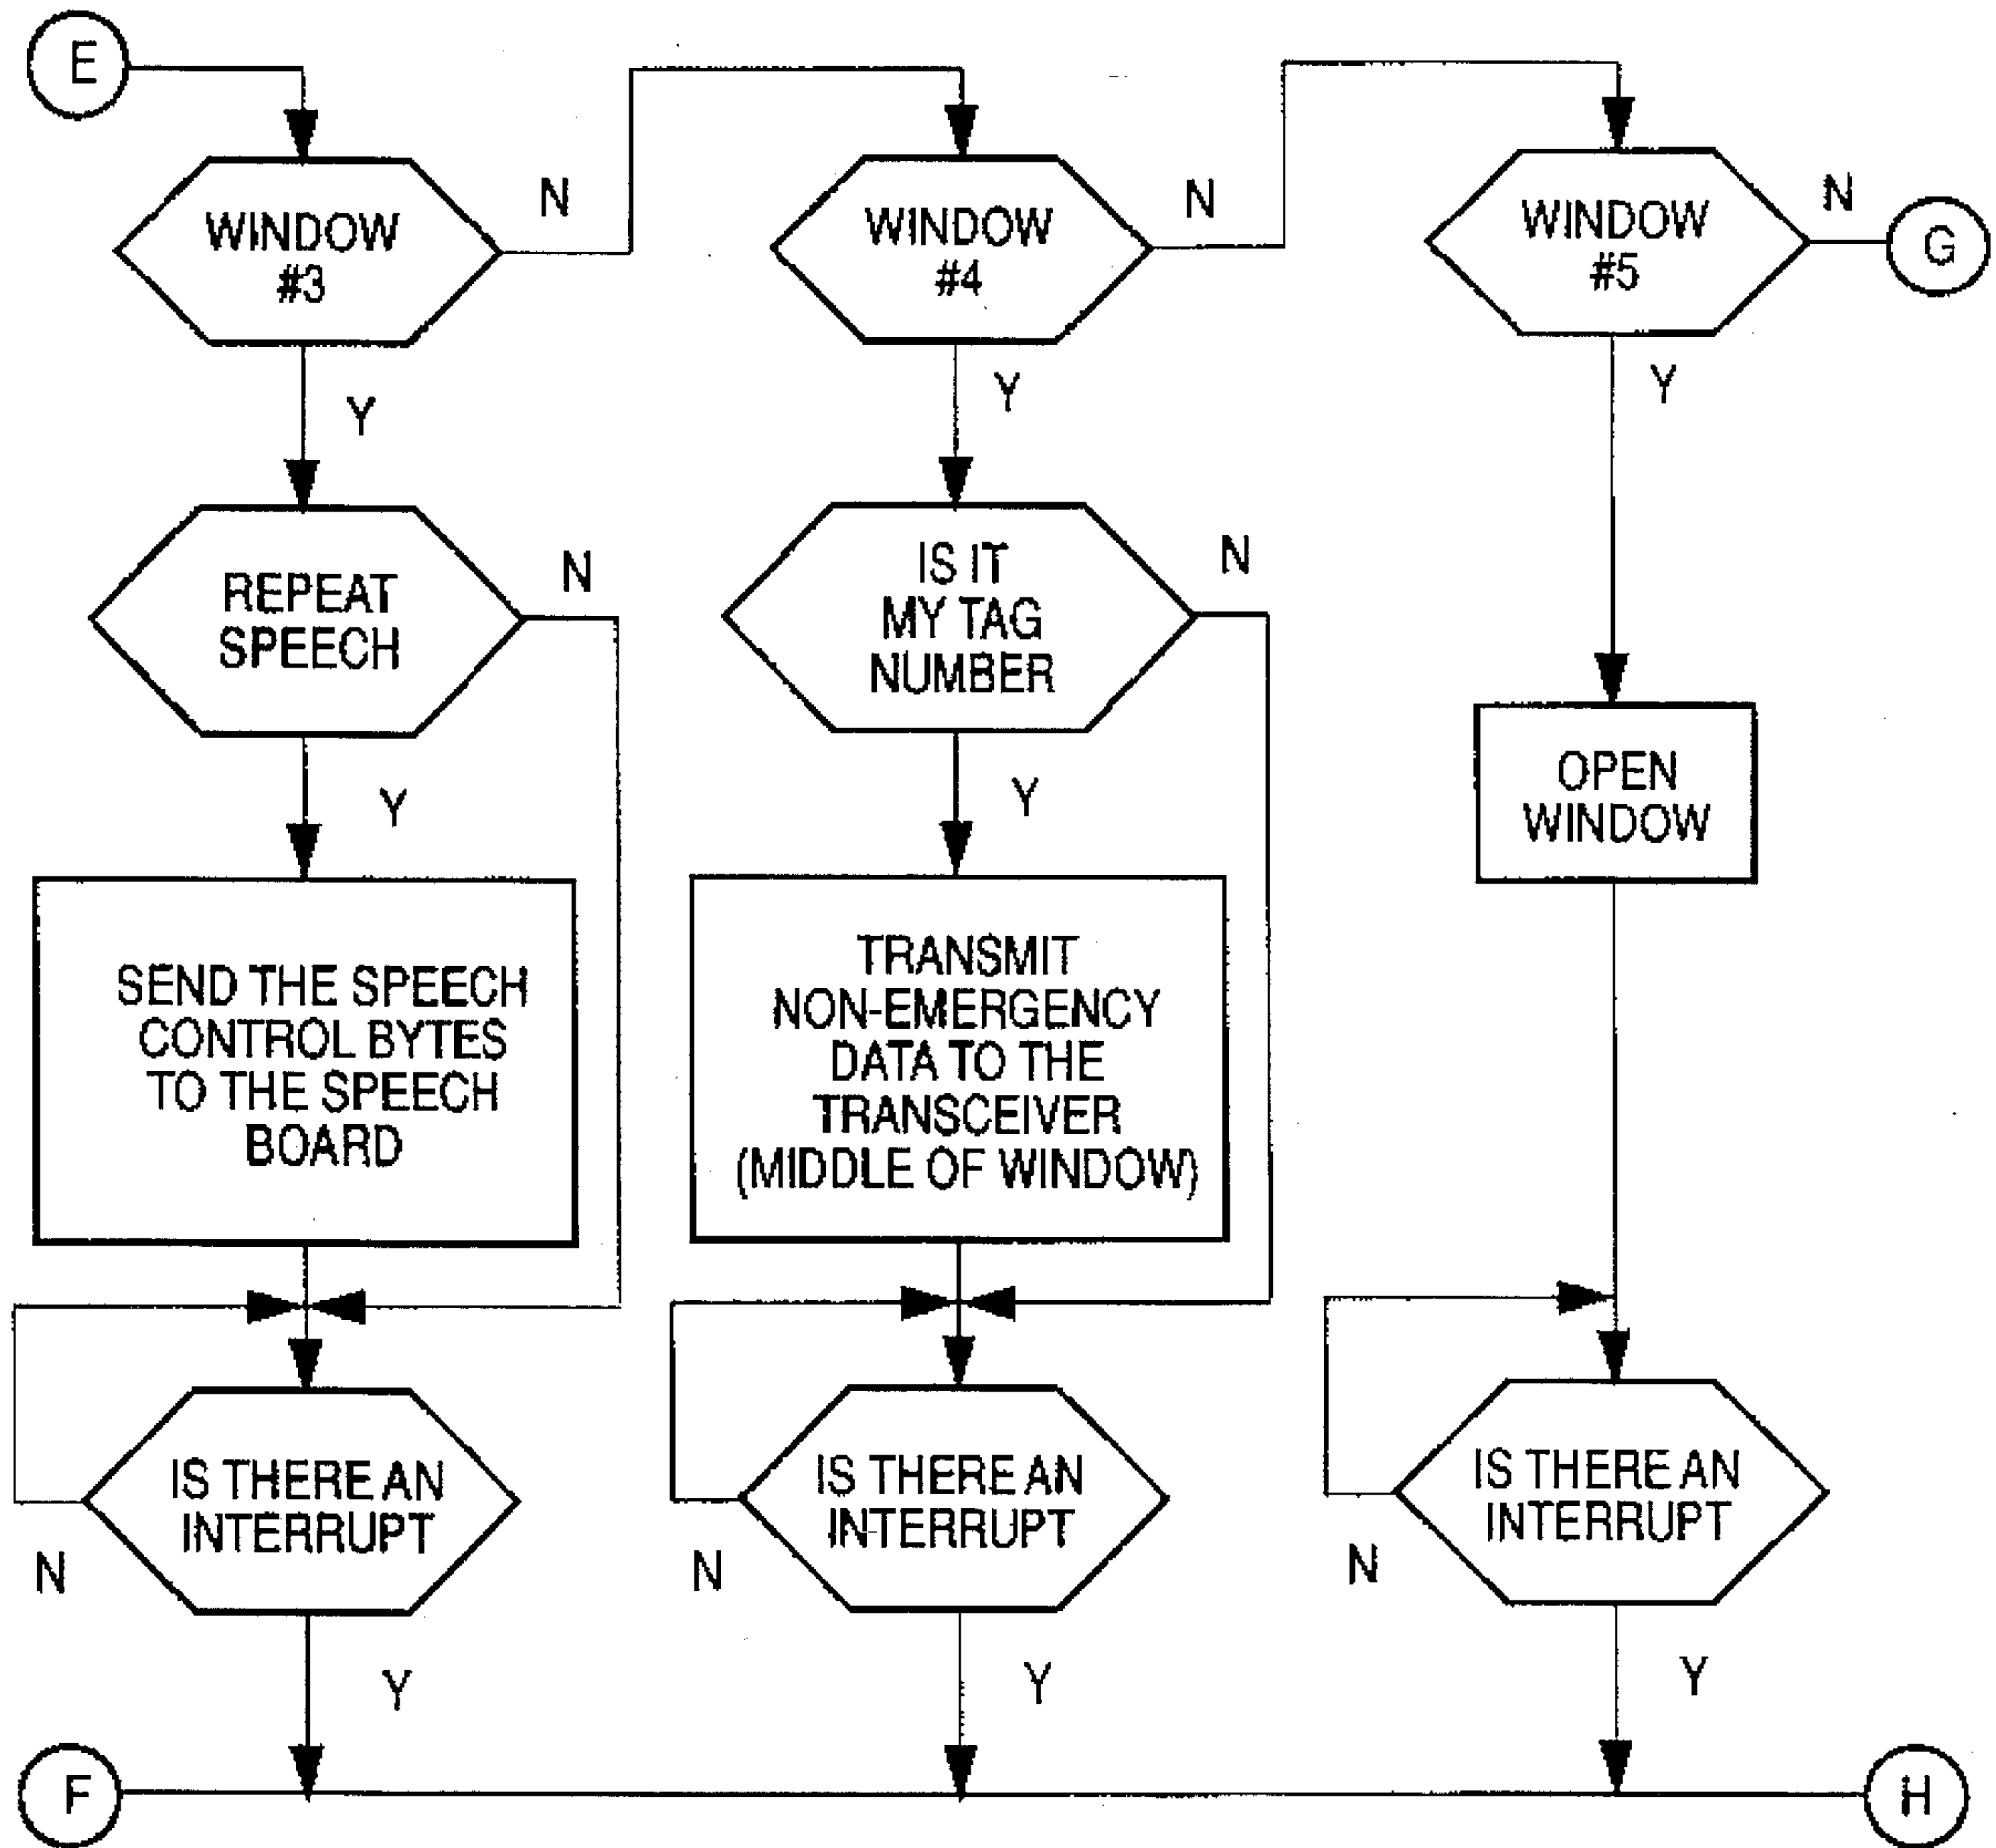 E
WINDOW
#3
N
Y
REPEAT
SPEECH
N
Y
SEND THE SPEECH
CONTROL BYTES
TO THE SPEECH
BOARD
IS THERE AN
INTERRUPT
N
Y
F
WINDOW
#4
N
Y
IS IT
MY TAG
NUMBER
N
Y
TRANSMIT
NON-EMERGENCY
DATA TO THE
TRANSCEIVER
(MIDDLE OF WINDOW)
IS THERE AN
INTERRUPT
N
Y
WINDOW
#5
N
G
Y
OPEN
WINDOW
IS THERE AN
INTERRUPT
N
Y
H